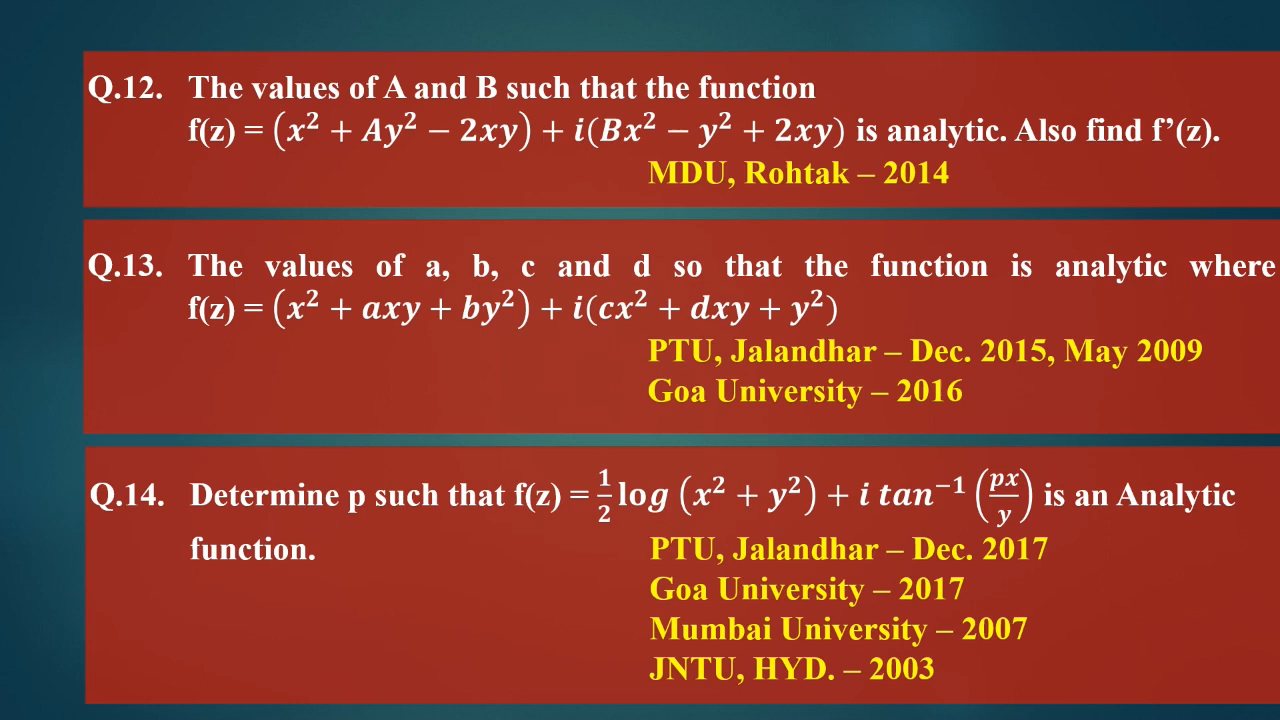 Q.12. The values of A and B such that the function
f(z) = (x² + Ay² − 2xy) + i(Bx² − y² + 2xy) is analytic. Also find f’(z).
MDU, Rohtak – 2014
Q.13. The values of a, b, c and d so that the function is analytic where
f(z) = (x² + axy + by²) + i(cx² + dxy + y²)
PTU, Jalandhar – Dec. 2015, May 2009
Goa University – 2016
Q.14. Determine p such that f(z) = 1/2 log (x² + y²) + i tan⁻¹ (px/y) is an Analytic
function. PTU, Jalandhar – Dec. 2017
Goa University – 2017
Mumbai University – 2007
JNTU, HYD. – 2003